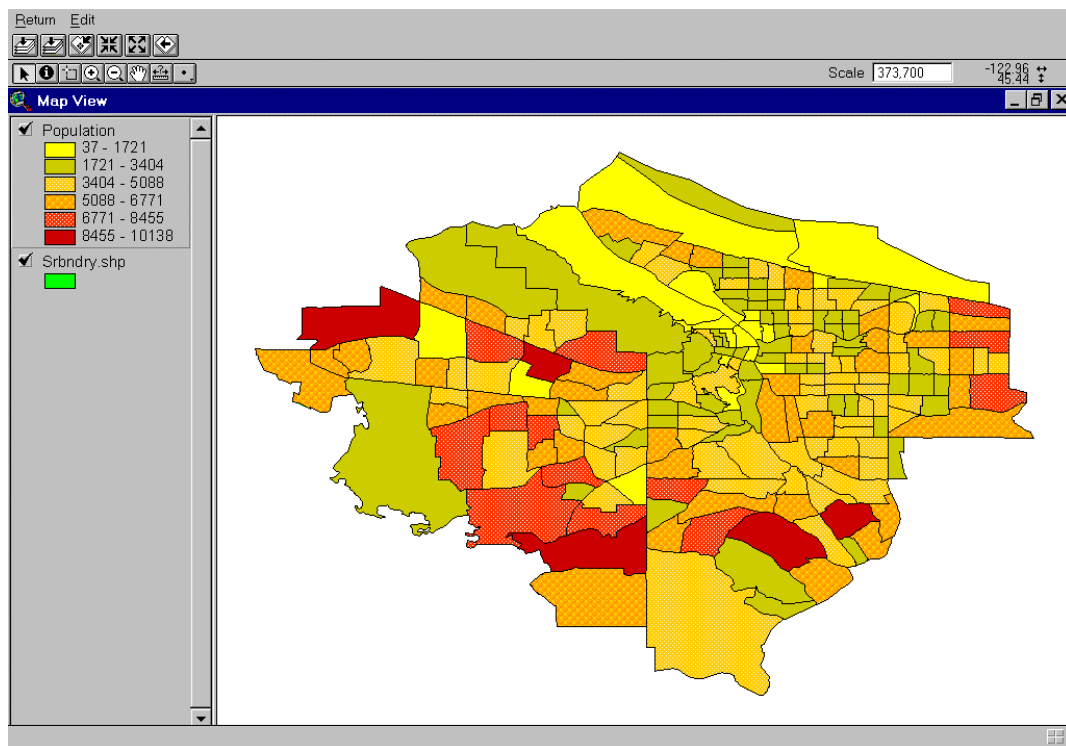 Return Edit
Scale 373,700 -122.96
45.44
Map View
Population
37 - 1721
1721 - 3404
3404 - 5088
5088 - 6771
6771 - 8455
8455 - 10138
Srbndry.shp